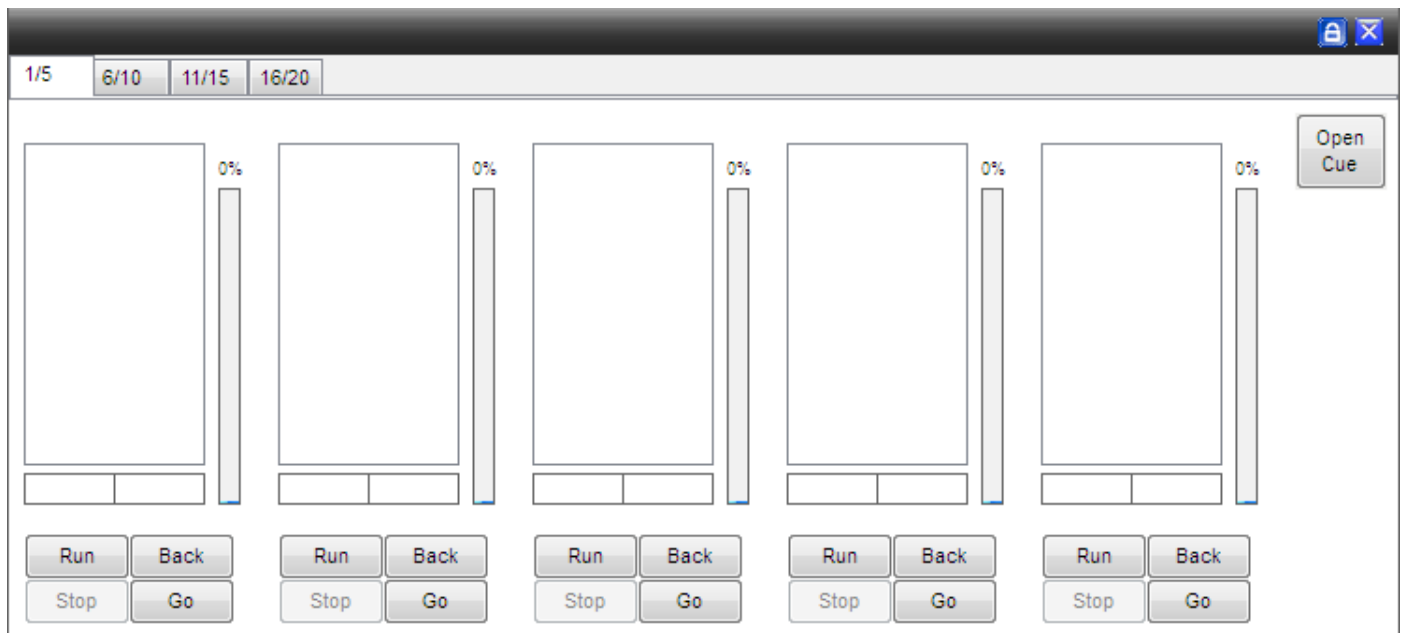 1/5 6/10 11/15 16/20
Open
Cue
0% 0% 0% 0% 0%
Run Back Run Back Run Back Run Back Run Back
Stop Go Stop Go Stop Go Stop Go Stop Go